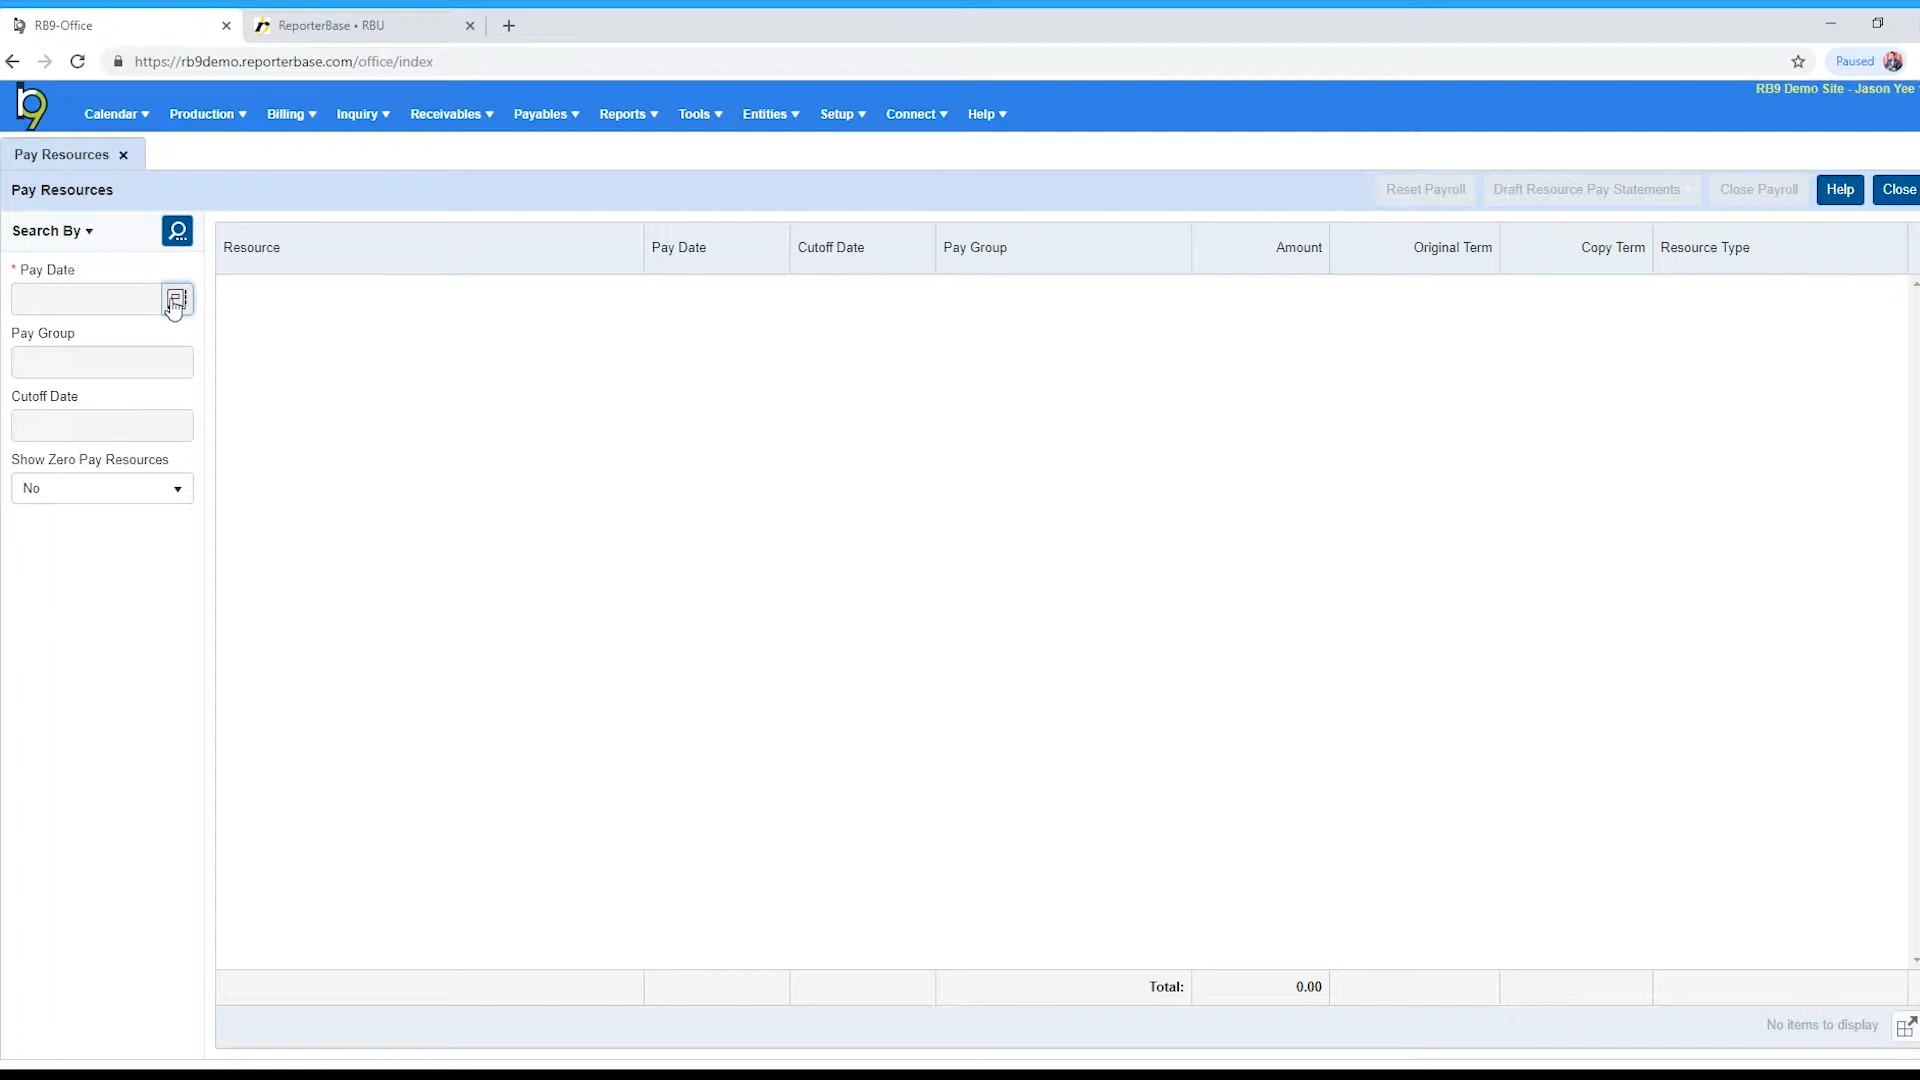 RB9-Office
ReporterBase • RBU
https://rb9demo.reporterbase.com/office/index
Paused
RB9 Demo Site - Jason Yee
b9
Calendar Production Billing Inquiry Receivables Payables Reports Tools Entities Setup Connect Help
Pay Resources
Pay Resources
Reset Payroll Draft Resource Pay Statements Close Payroll Help Close
Search By
Resource Pay Date Cutoff Date Pay Group Amount Original Term Copy Term Resource Type
* Pay Date
Pay Group
Cutoff Date
Show Zero Pay Resources
No
Total: 0.00
No items to display